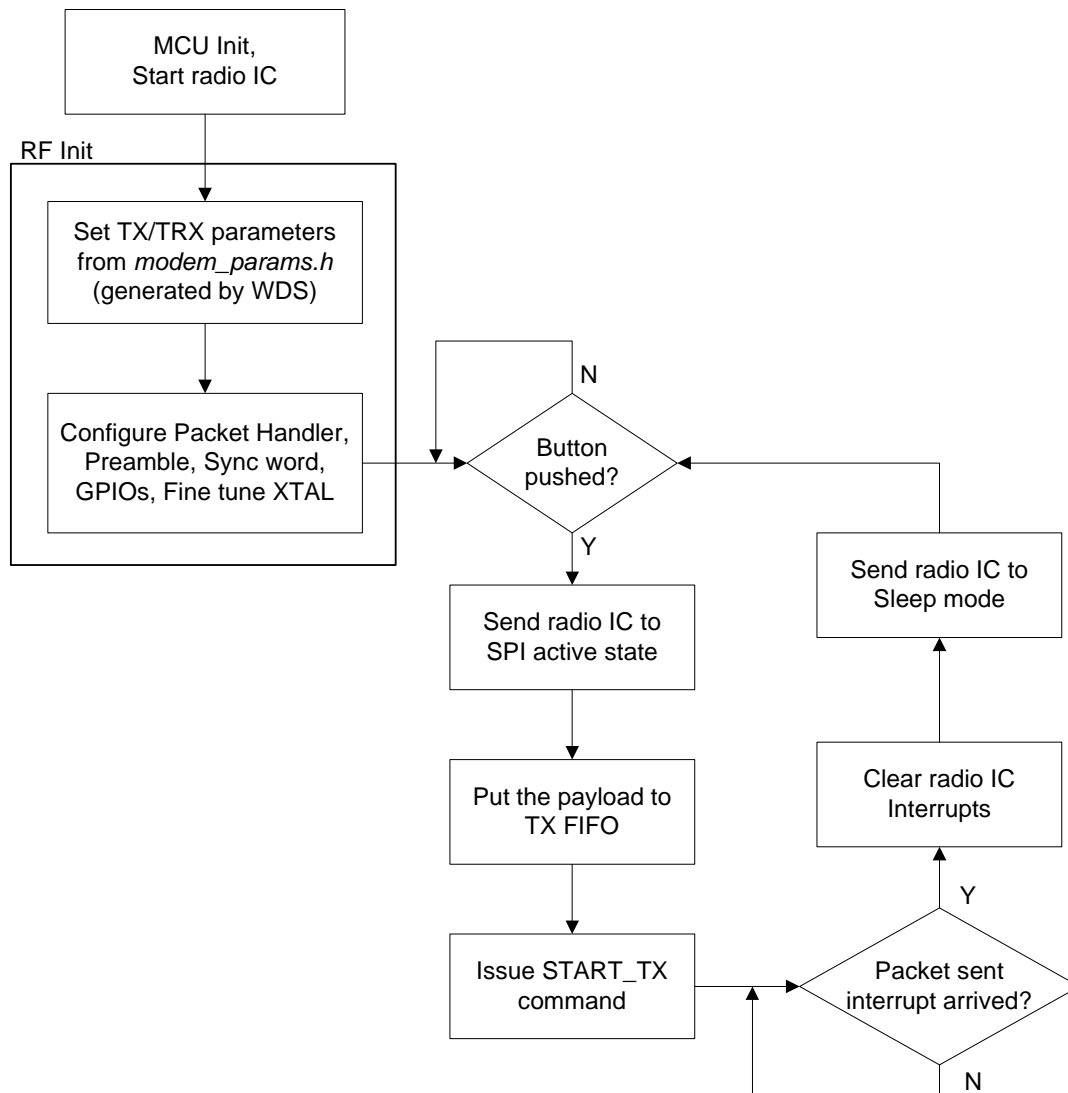 MCU Init,
Start radio IC
RF Init
Set TX/TRX parameters
from modem_params.h
(generated by WDS)
Configure Packet Handler,
Preamble, Sync word,
GPIOs, Fine tune XTAL
N
Button
pushed?
Y
Send radio IC to
SPI active state
Put the payload to
TX FIFO
Issue START_TX
command
Packet sent
interrupt arrived?
N
Y
Clear radio IC
Interrupts
Send radio IC to
Sleep mode